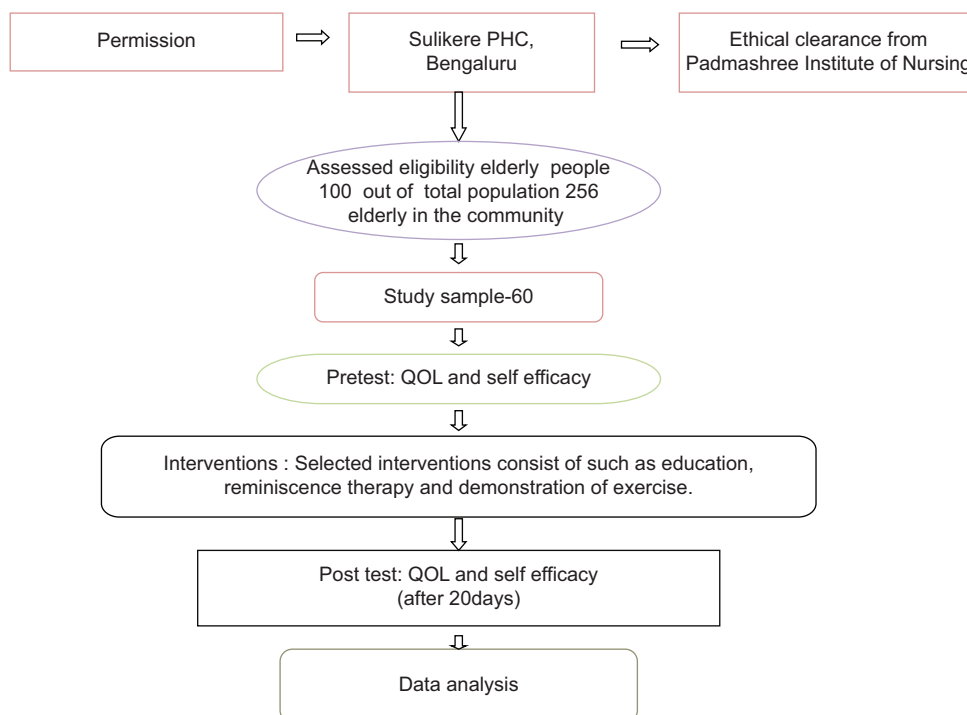 Permission
Sulikere PHC,
Bengaluru
Ethical clearance from
Padmashree Institute of Nursing
Assessed eligibility elderly people
100 out of total population 256
elderly in the community
Study sample-60
Pretest: QOL and self efficacy
Interventions : Selected interventions consist of such as education,
reminiscence therapy and demonstration of exercise.
Post test: QOL and self efficacy
(after 20days)
Data analysis